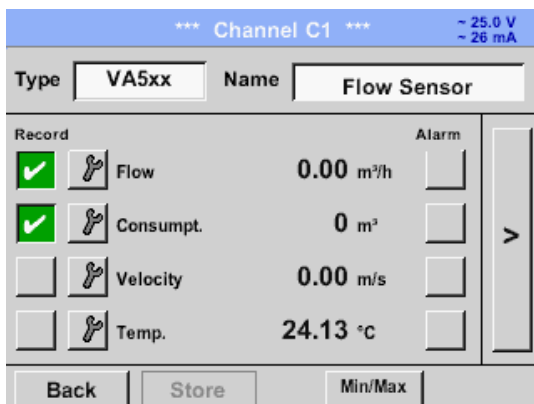 *** Channel C1 ***
~ 25.0 V
~ 26 mA
Type VA5xx Name Flow Sensor
Record Alarm
Flow 0.00 m³/h
Consumpt. 0 m³
>
Velocity 0.00 m/s
Temp. 24.13 °C
Back Store Min/Max